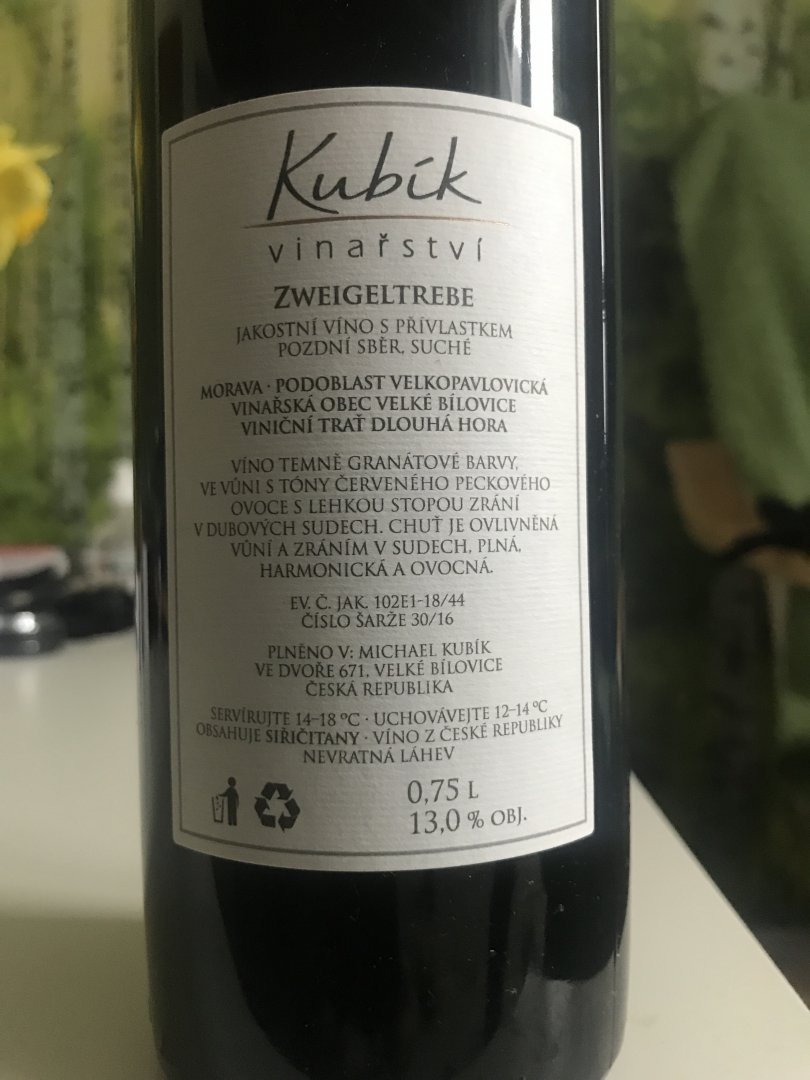 Kubík
vinařství
ZWEIGELTREBE
JAKOSTNÍ VÍNO S PŘÍVLASTKEM
POZDNÍ SBĚR, SUCHÉ
MORAVA · PODOBLAST VELKOPAVLOVICKÁ
VINAŘSKÁ OBEC VELKÉ BÍLOVICE
VINIČNÍ TRAŤ DLOUHÁ HORA
VÍNO TEMNĚ GRANÁTOVÉ BARVY,
VE VŮNI S TÓNY ČERVENÉHO PECKOVÉHO
OVOCE S LEHKOU STOPOU ZRÁNÍ
V DUBOVÝCH SUDECH. CHUŤ JE OVLIVNĚNÁ
VŮNÍ A ZRÁNÍM V SUDECH, PLNÁ,
HARMONICKÁ A OVOCNÁ.
EV. Č. JAK. 102E1-18/44
ČÍSLO ŠARŽE 30/16
PLNĚNO V: MICHAEL KUBÍK
VE DVOŘE 671, VELKÉ BÍLOVICE
ČESKÁ REPUBLIKA
SERVÍRUJTE 14–18 ºC · UCHOVÁVEJTE 12–14 ºC
OBSAHUJE SIŘIČITANY · VÍNO Z ČESKÉ REPUBLIKY
NEVRATNÁ LÁHEV
0,75 L
13,0 % OBJ.